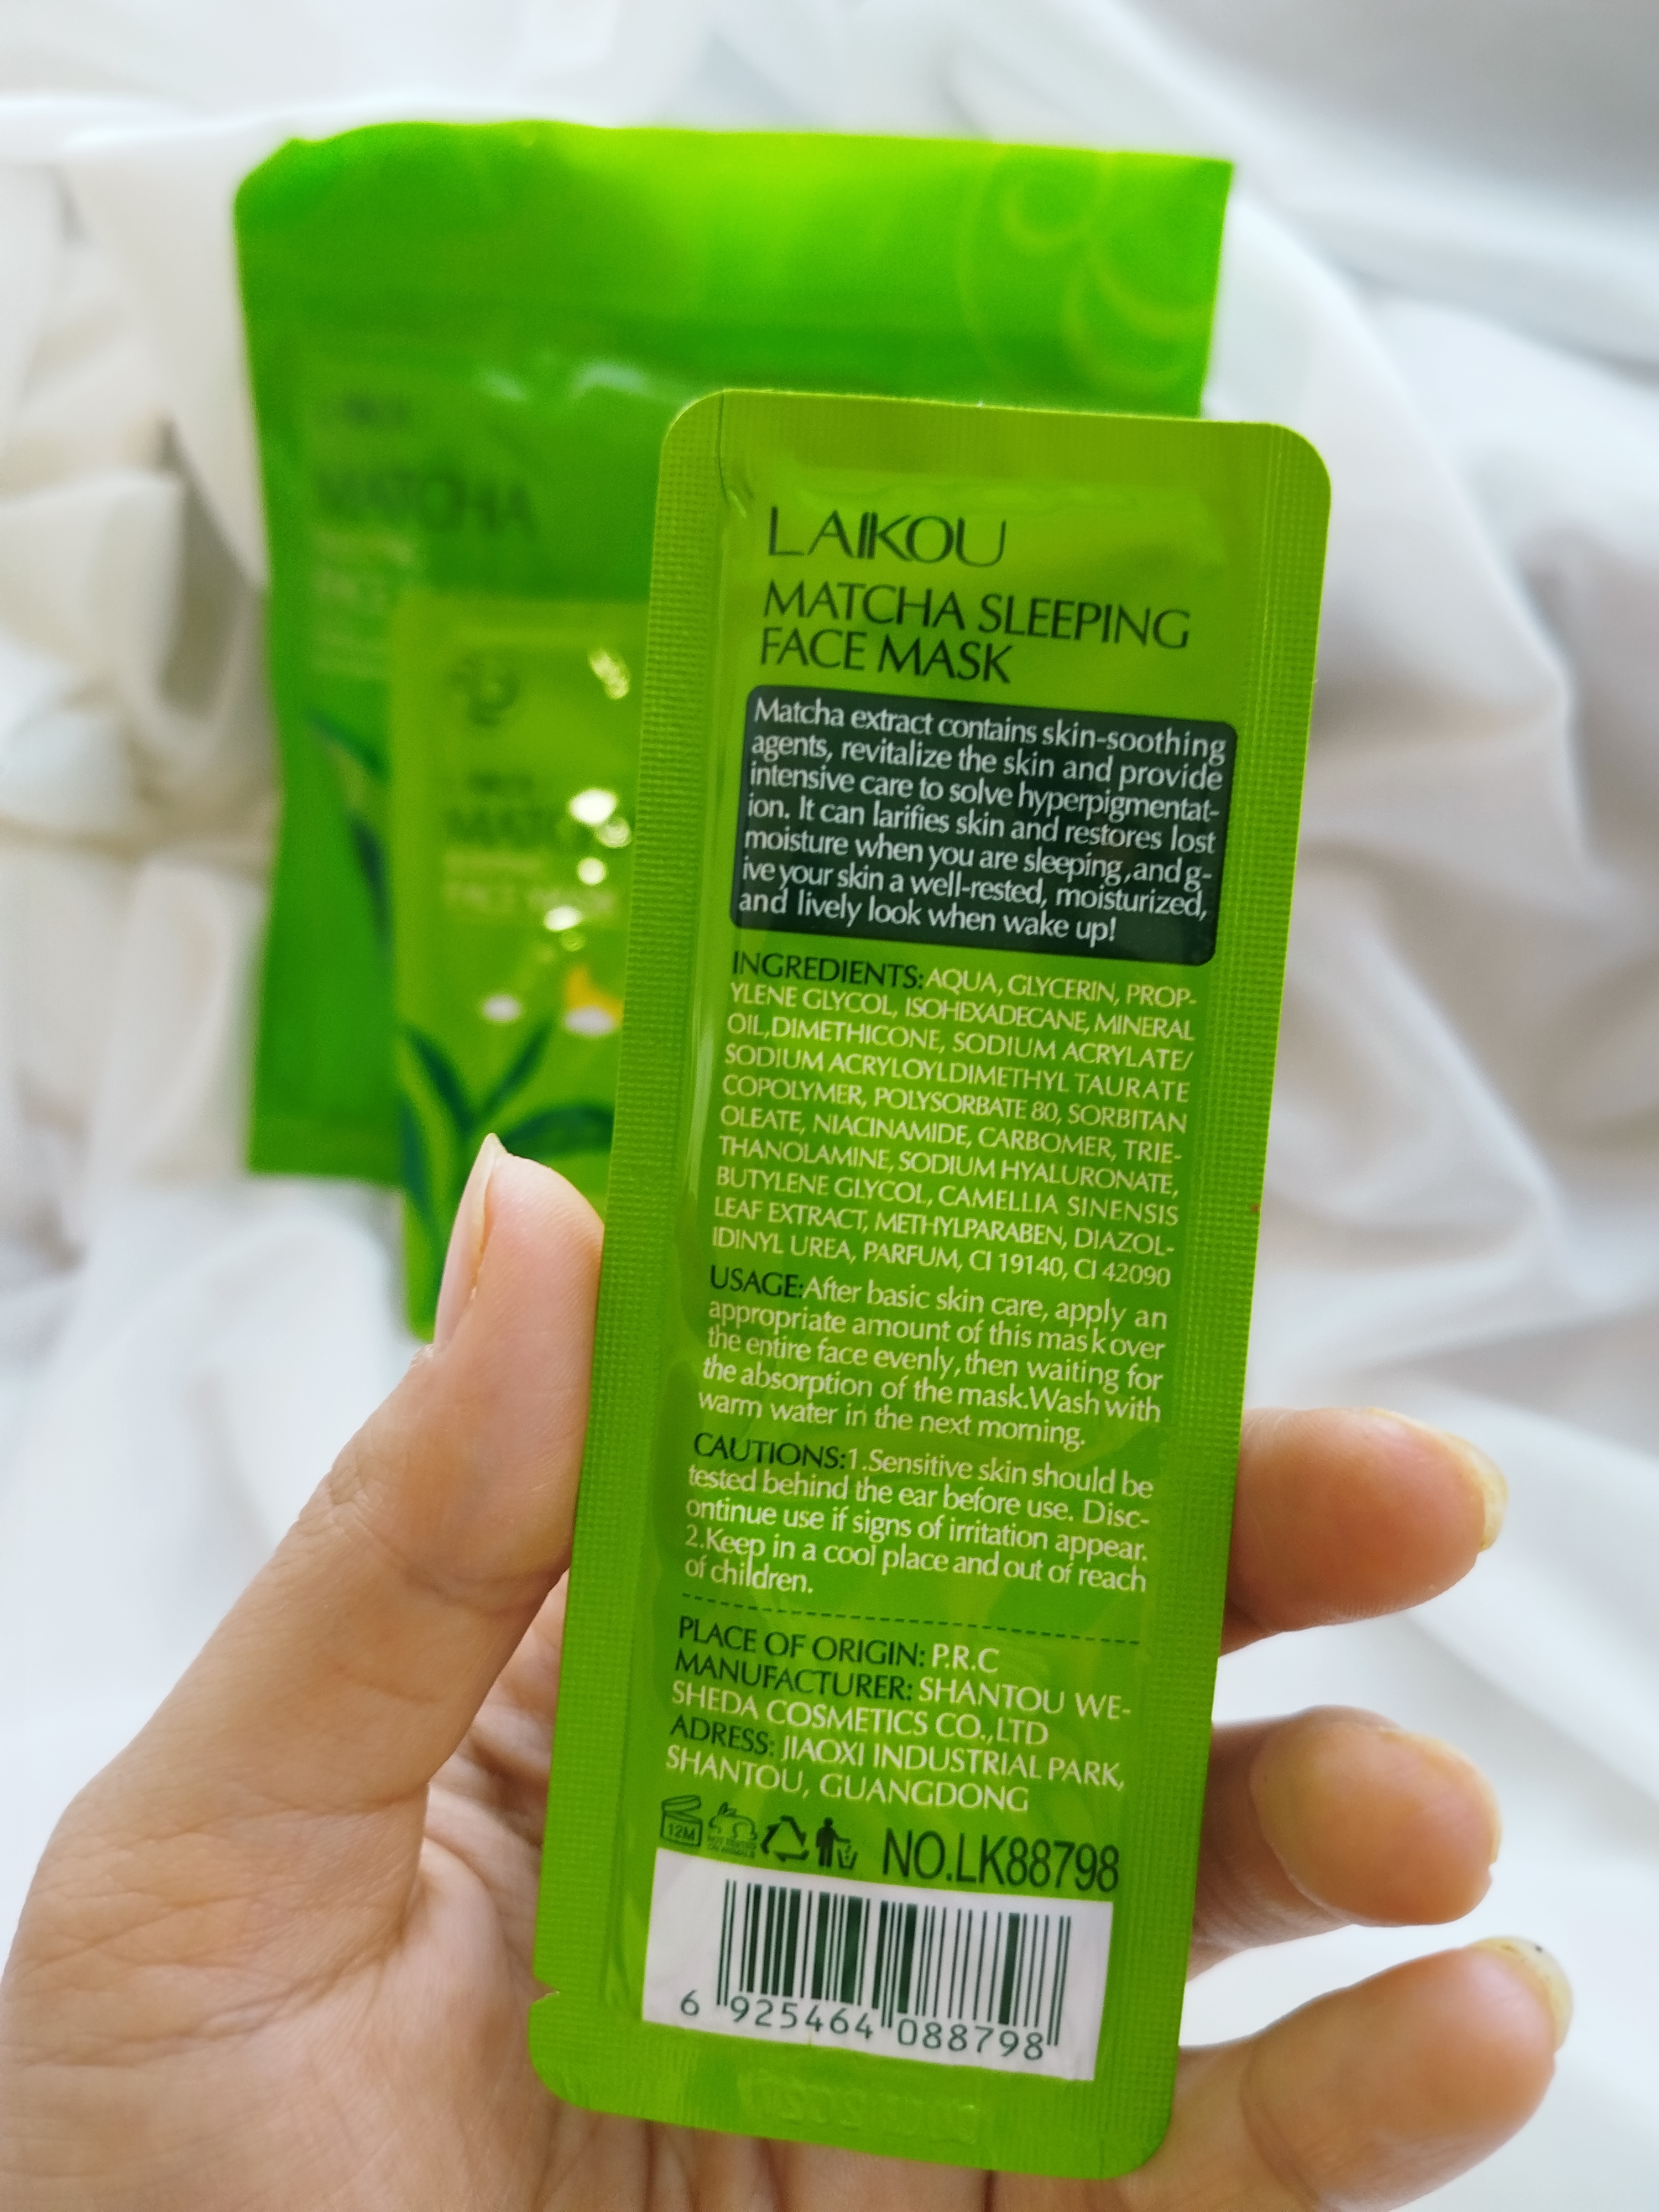 MATCHA
LAIKOU
MATCHA SLEEPING
FACE MASK
Matcha extract contains skin-soothing
agents, revitalize the skin and provide
intensive care to solve hyperpigmentat-
ion. It can larifies skin and restores lost
moisture when you are sleeping,and g-
ive your skin a well-rested, moisturized,
and lively look when wake up!
INGREDIENTS:AQUA, GLYCERIN, PROP-
YLENE GLYCOL, ISOHEXADECANE, MINERAL
OIL,DIMETHICONE, SODIUM ACRYLATE/
SODIUM ACRYLOYLDIMETHYL TAURATE
COPOLYMER, POLYSORBATE 80, SORBITAN
OLEATE, NIACINAMIDE, CARBOMER, TRIE-
THANOLAMINE, SODIUM HYALURONATE,
BUTYLENE GLYCOL, CAMELLIA SINENSIS
LEAF EXTRACT, METHYLPARABEN, DIAZOL-
IDINYL UREA, PARFUM, CI 19140, CI 42090
USAGE:After basic skin care, apply an
appropriate amount of this mask over
the entire face evenly,then waiting for
the absorption of the mask.Wash with
warm water in the next morning.
CAUTIONS:1.Sensitive skin should be
tested behind the ear before use. Disc-
ontinue use if signs of irritation appear.
2.Keep in a cool place and out of reach
of children.
PLACE OF ORIGIN: P.R.C
MANUFACTURER: SHANTOU WE-
SHEDA COSMETICS CO.,LTD
ADRESS: JIAOXI INDUSTRIAL PARK,
SHANTOU, GUANGDONG
12M
NO.LK88798
6 925464 088798
FACE MASK